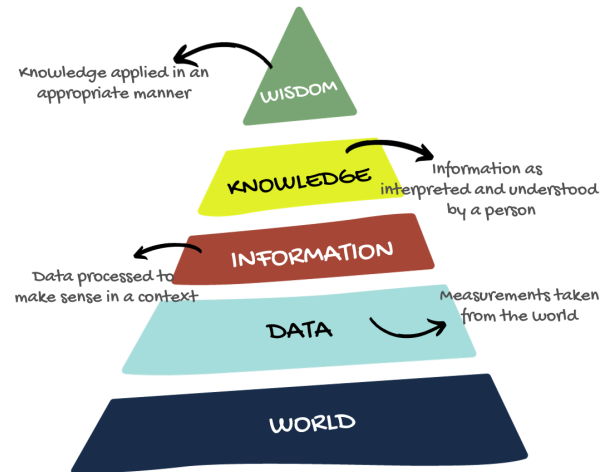 Knowledge applied in an
appropriate manner
WISDOM
KNOWLEDGE
Information as
interpreted and understood
by a person
INFORMATION
Data processed to
make sense in a context
DATA
Measurements taken
from the world
WORLD